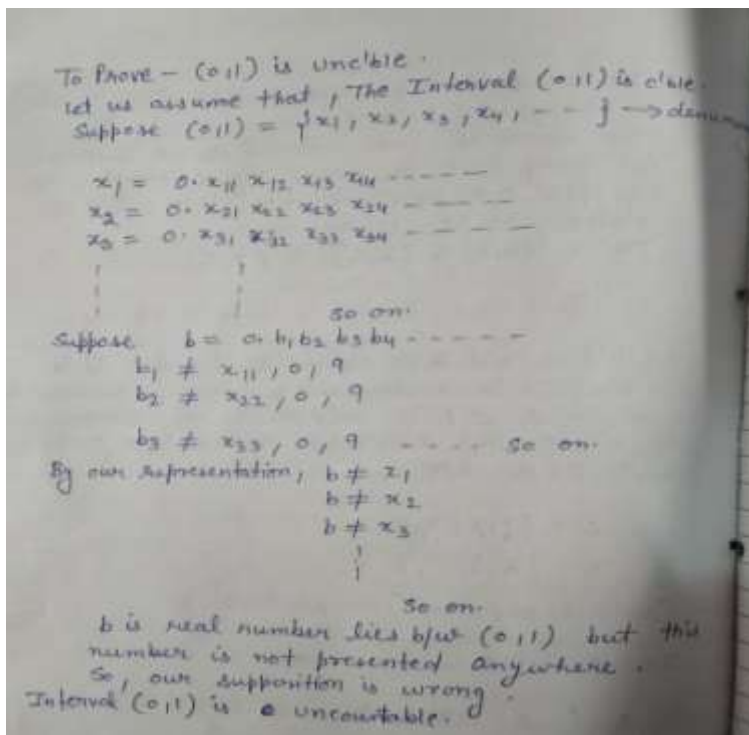 To Prove - (0,1) is unc'ble.
let us assume that, The Interval (0,1) is c'ble.
Suppose (0,1) = {x1, x2, x3, x4, - - } →
x1 = 0. x11 x12 x13 x14 ------
x2 = 0. x21 x22 x23 x24 ------
x3 = 0. x31 x32 x33 x34 ------
so on.
Suppose b = 0. b1 b2 b3 b4 ------
b1 ≠ x11, 0, 9
b2 ≠ x22, 0, 9
b3 ≠ x33, 0, 9 ---- so on.
By our representation, b ≠ x1
b ≠ x2
b ≠ x3
So on.
b is real number lies b/w (0,1) but this
number is not presented anywhere.
So, our supposition is wrong.
Interval (0,1) is uncountable.